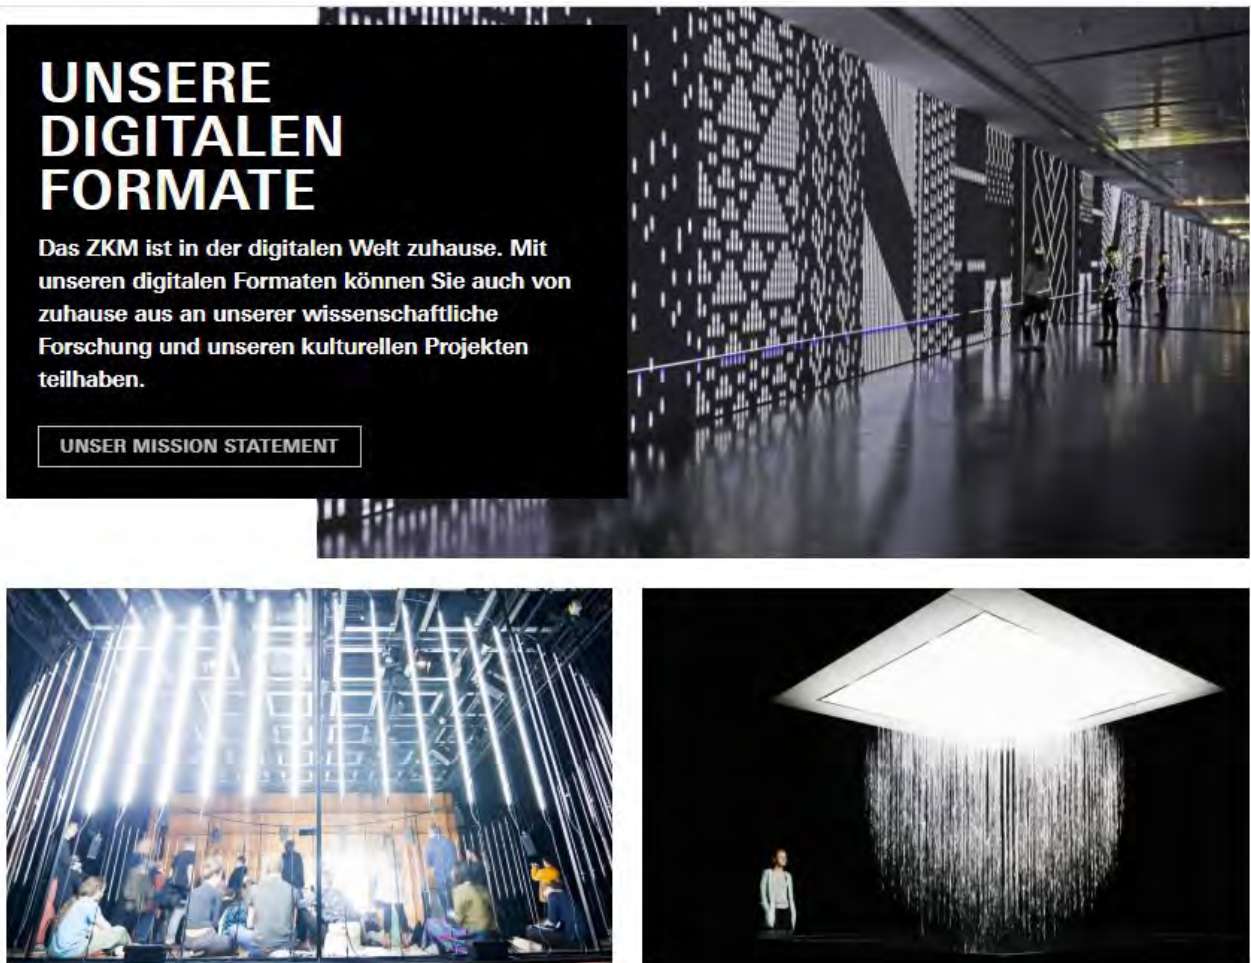 UNSERE
DIGITALEN
FORMATE
Das ZKM ist in der digitalen Welt zuhause. Mit
unseren digitalen Formaten können Sie auch von
zuhause aus an unserer wissenschaftliche
Forschung und unseren kulturellen Projekten
teilhaben.
UNSER MISSION STATEMENT